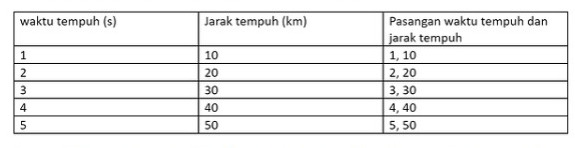 waktu tempuh (s) Jarak tempuh (km) Pasangan waktu tempuh dan
jarak tempuh
1 10 1, 10
2 20 2, 20
3 30 3, 30
4 40 4, 40
5 50 5, 50